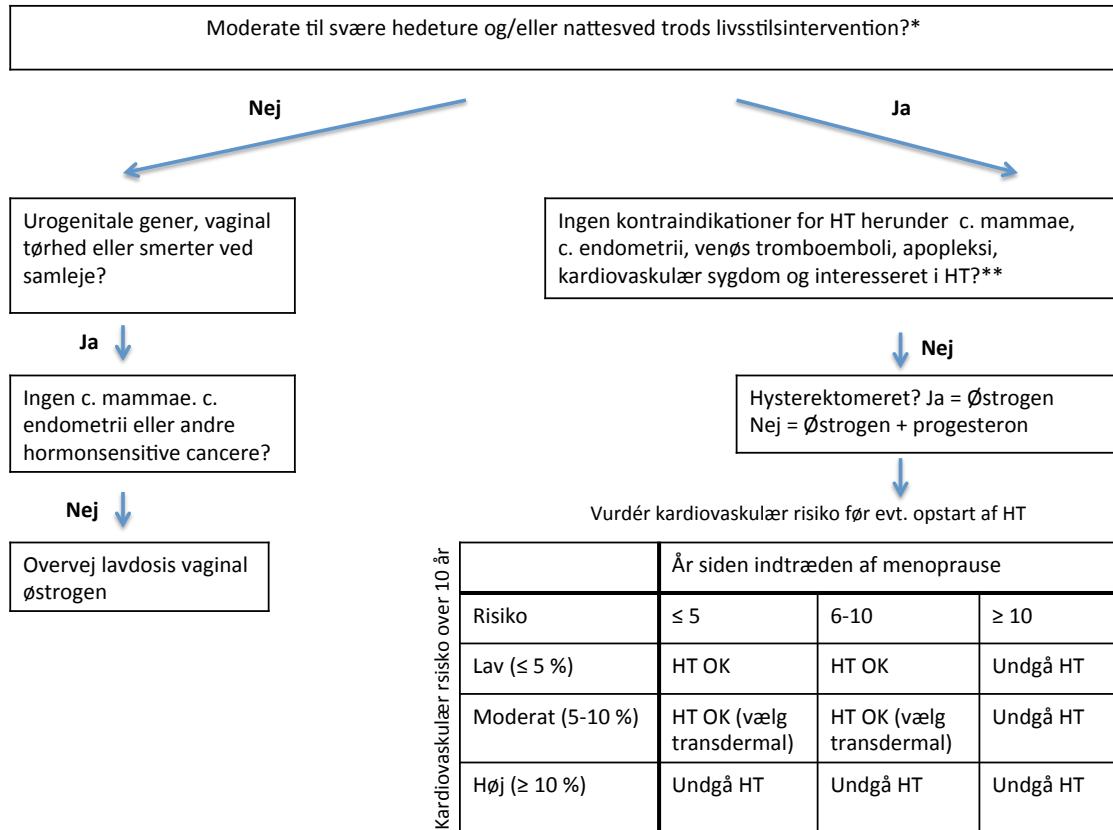 Moderate til svære hedeture og/eller nattesved trods livsstilsintervention?*
Nej
Ja
Urogenitale gener, vaginal
tørhed eller smerter ved
samleje?
Ingen kontraindikationer for HT herunder c. mammae,
c. endometrii, venøs tromboemboli, apopleksi,
kardiovaskulær sygdom og interesseret i HT?**
Ja
Nej
Ingen c. mammae. c.
endometrii eller andre
hormonsensitive cancere?
Hysterektomeret? Ja = Østrogen
Nej = Østrogen + progesteron
Nej
Overvej lavdosis vaginal
østrogen
Vurdér kardiovaskulær risiko før evt. opstart af HT
Kardiovaskulær rsisko over 10 år
År siden indtræden af menoprause
Risiko ≤ 5 6-10 ≥ 10
Lav (≤ 5 %) HT OK HT OK Undgå HT
Moderat (5-10 %) HT OK (vælg HT OK (vælg Undgå HT
transdermal) transdermal)
Høj (≥ 10 %) Undgå HT Undgå HT Undgå HT